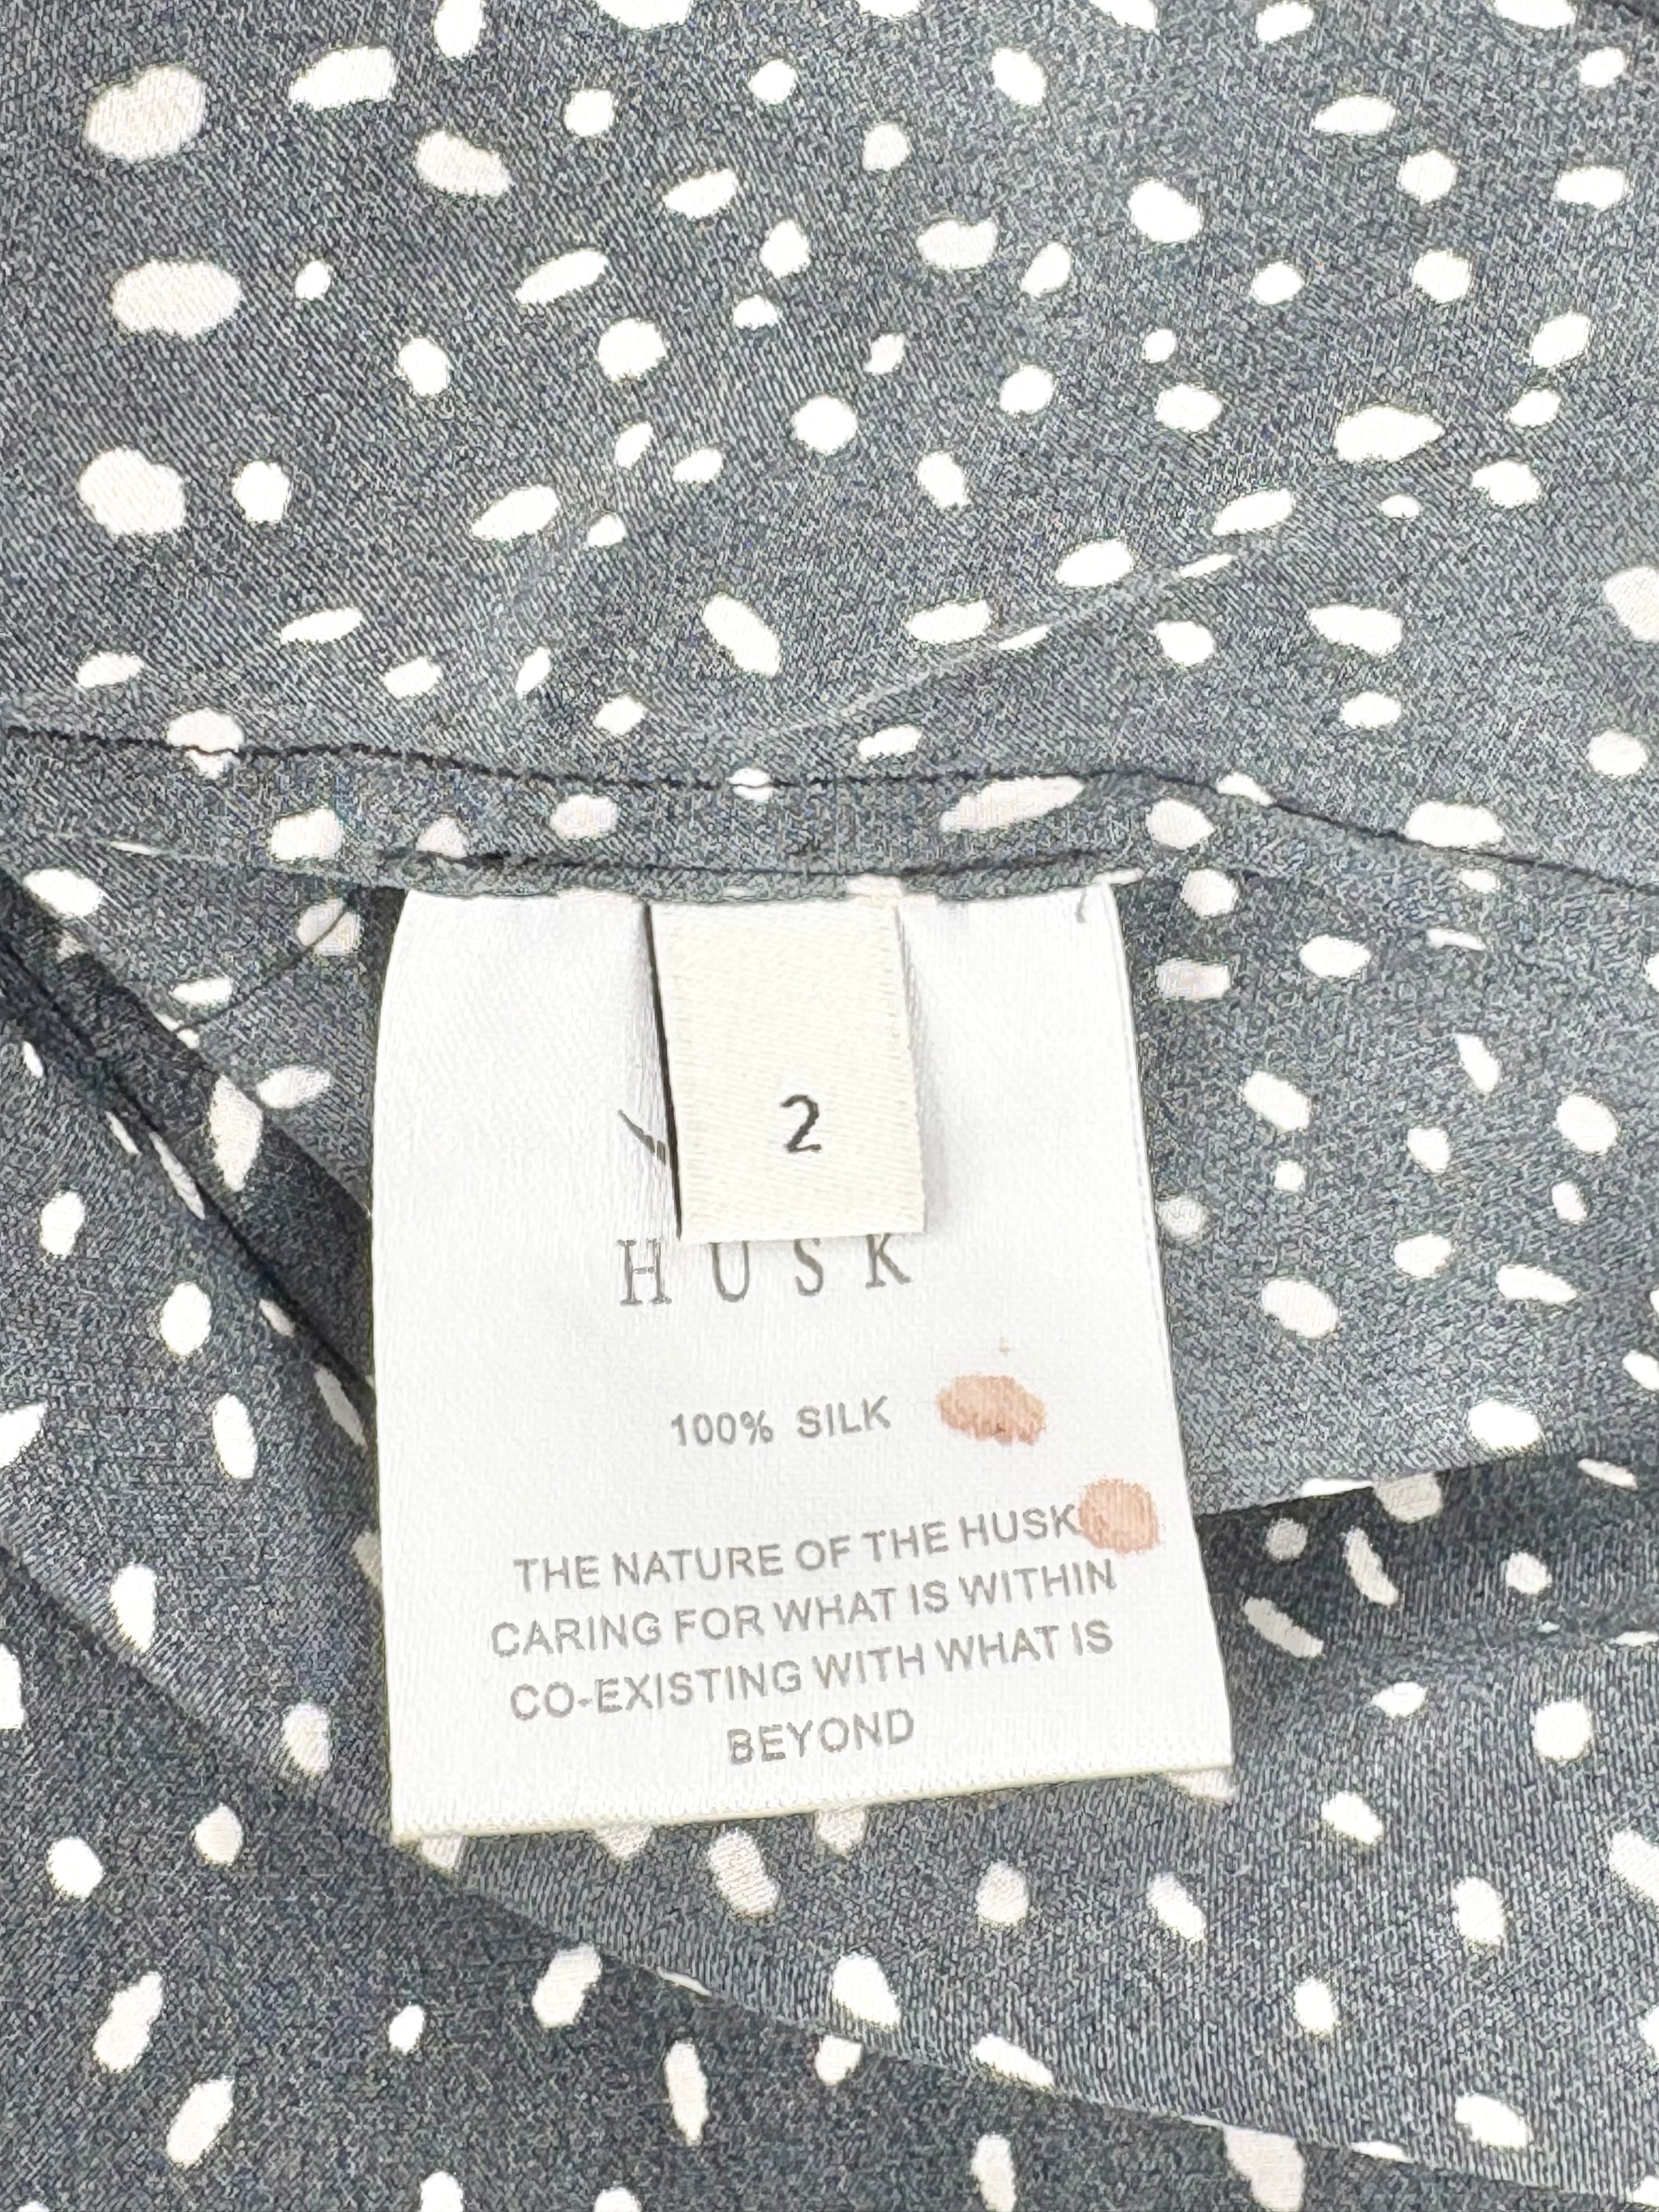 2
HUSK
100% SILK
THE NATURE OF THE HUSK
CARING FOR WHAT IS WITHIN
CO-EXISTING WITH WHAT IS
BEYOND